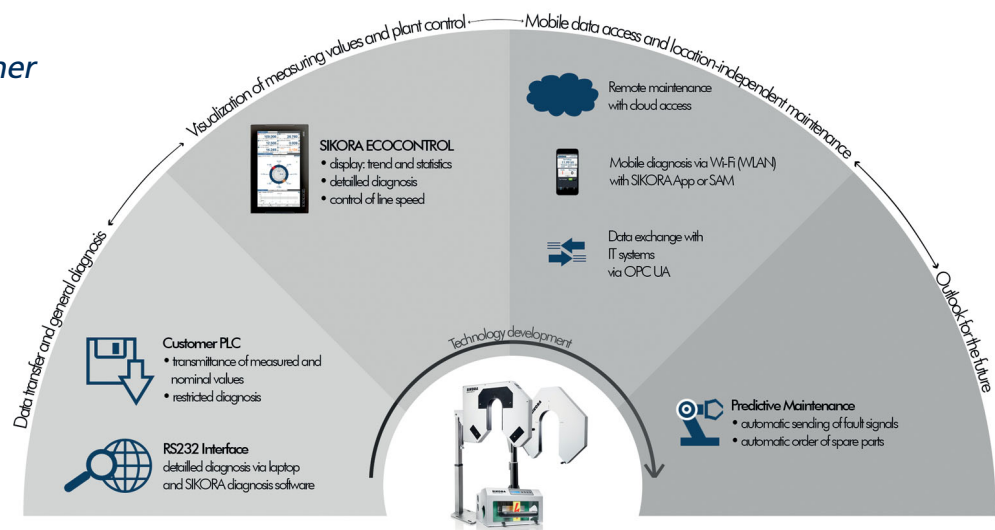 ner
Data transfer and general diagnosis
Visualization of measuring values and plant control
Mobile data access and location-independent maintenance
Outlook for the future
Customer PLC
• transmittance of measured and
nominal values
• restricted diagnosis
RS232 Interface
detailled diagnosis via laptop
and SIKORA diagnosis software
SIKORA ECOCONTROL
• display: trend and statistics
• detailled diagnosis
• control of line speed
Remote maintenance
with cloud access
Mobile diagnosis via Wi-Fi (WLAN)
with SIKORA App or SAM
Data exchange with
IT systems
via OPC UA
Predictive Maintenance
• automatic sending of fault signals
• automatic order of spare parts
Technology development
SIKORA